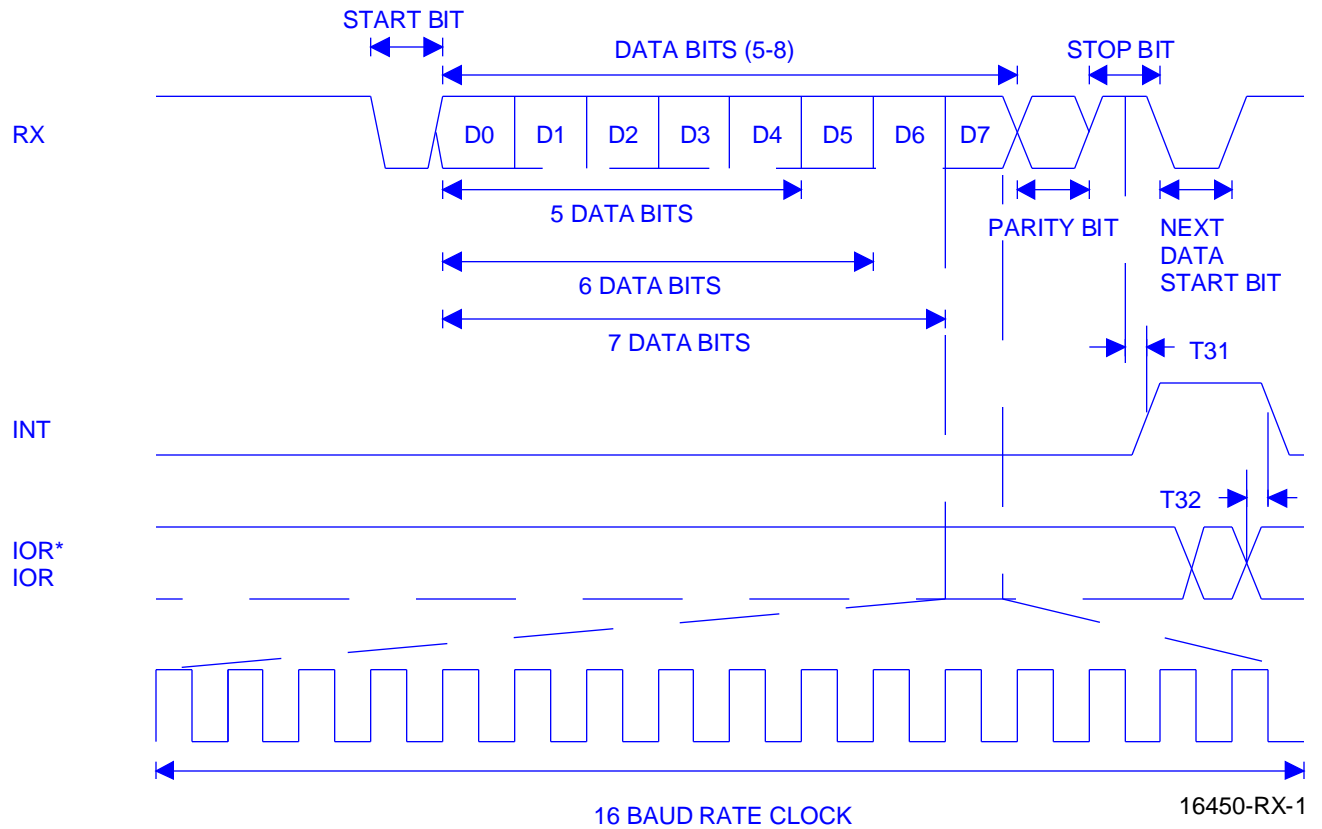 START BIT
DATA BITS (5-8)
STOP BIT
RX
D0 D1 D2 D3 D4 D5 D6 D7
5 DATA BITS
PARITY BIT
NEXT
DATA
START BIT
6 DATA BITS
7 DATA BITS
T31
INT
T32
IOR*
IOR
16 BAUD RATE CLOCK
16450-RX-1